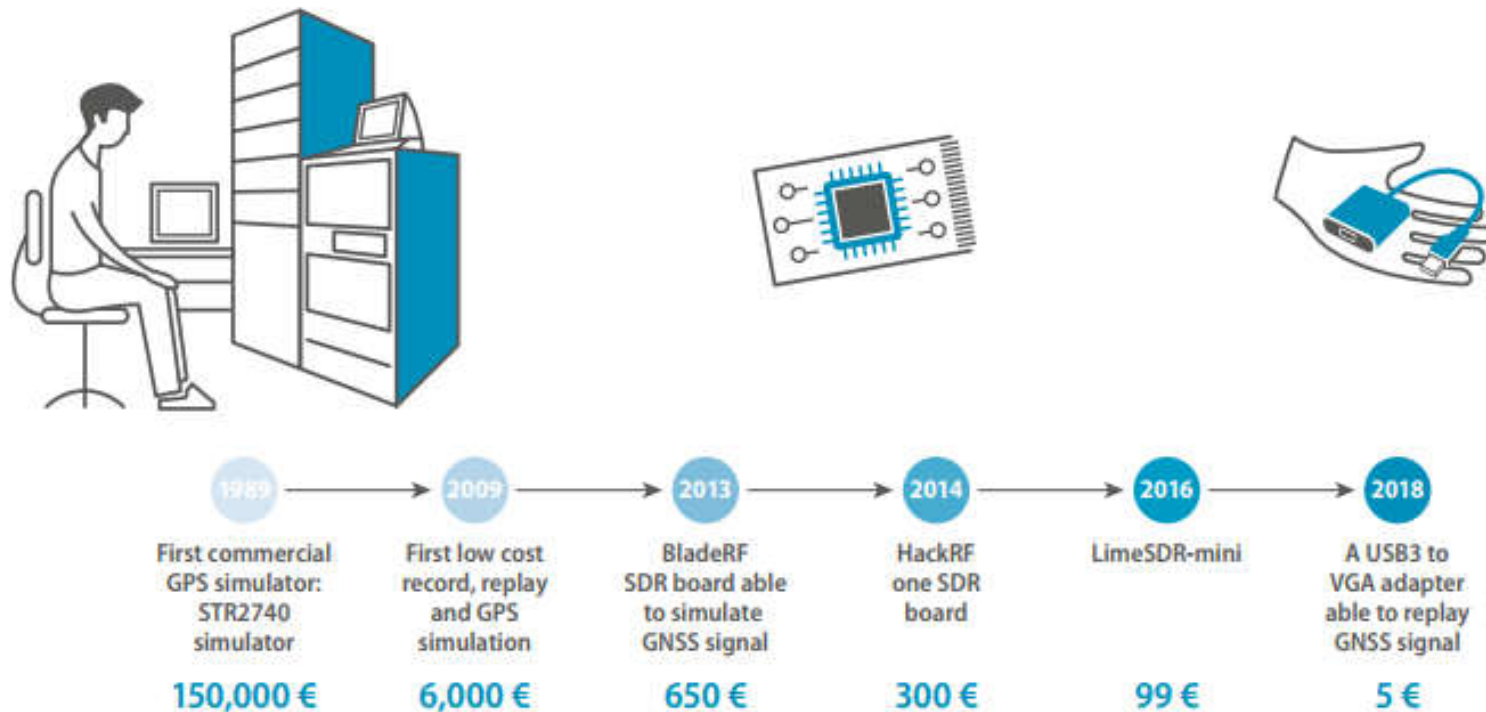 1989
2009
2013
2014
2016
2018
First commercial
GPS simulator:
STR2740
simulator
150,000 €
First low cost
record, replay
and GPS
simulation
6,000 €
BladeRF
SDR board able
to simulate
GNSS signal
650 €
HackRF
one SDR
board
300 €
LimeSDR-mini
99 €
A USB3 to
VGA adapter
able to replay
GNSS signal
5 €